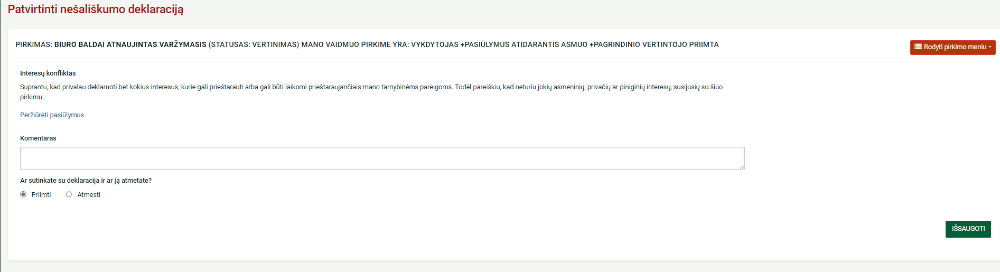 Patvirtinti nešališkumo deklaraciją
PIRKIMAS: BIURO BALDAI ATNAUJINTAS VARŽYMASIS (STATUSAS: VERTINIMAS) MANO VAIDMUO PIRKIME YRA: VYKDYTOJAS +PASIŪLYMUS ATIDARANTIS ASMUO +PAGRINDINIO VERTINTOJO PRIIMTA
Rodyti pirkimo meniu
Interesų konfliktas
Suprantu, kad privalau deklaruoti bet kokius interesus, kurie gali prieštarauti arba gali būti laikomi prieštaraujančiais mano tarnybinėms pareigoms. Todėl pareiškiu, kad neturiu jokių asmeninių, privačių ar piniginių interesų, susijusių su šiuo
pirkimu.
Peržiūrėti pasiūlymus
Komentaras
Ar sutinkate su deklaracija ir ar ją atmetate?
Priimti Atmesti
IŠSAUGOTI